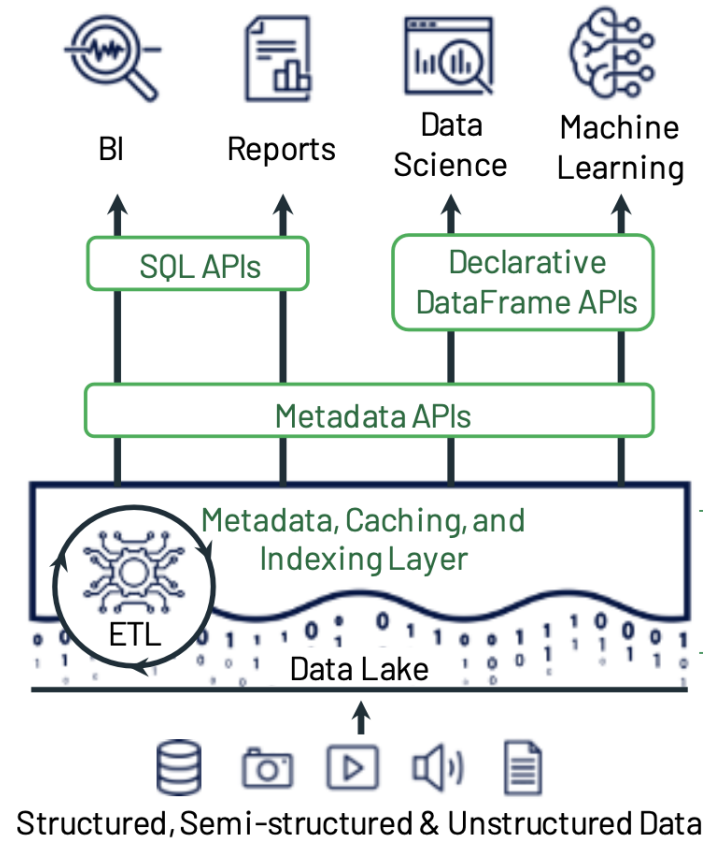 BI
Reports
Data
Science
Machine
Learning
SQL APIs
Declarative
DataFrame APIs
Metadata APIs
Metadata, Caching, and
Indexing Layer
ETL
Data Lake
Structured, Semi-structured & Unstructured Data